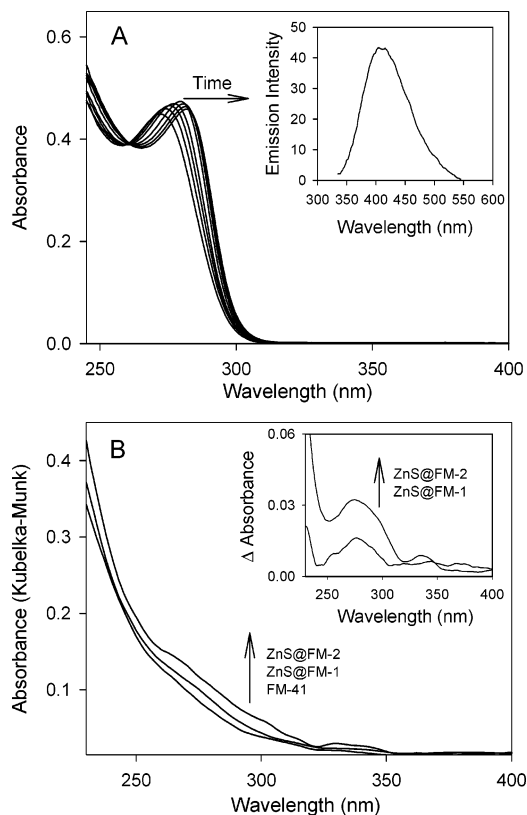 A
Absorbance
0.6
0.4
0.2
0.0
250
300
350
400
Wavelength (nm)
Time
Emission Intensity
50
40
30
20
10
0
300 350 400 450 500 550 600
Wavelength (nm)
B
Absorbance (Kubelka-Munk)
0.4
0.3
0.2
0.1
250
300
350
400
Wavelength (nm)
ZnS@FM-2
ZnS@FM-1
FM-41
Δ Absorbance
0.06
0.03
0.00
250 300 350 400
Wavelength (nm)
ZnS@FM-2
ZnS@FM-1